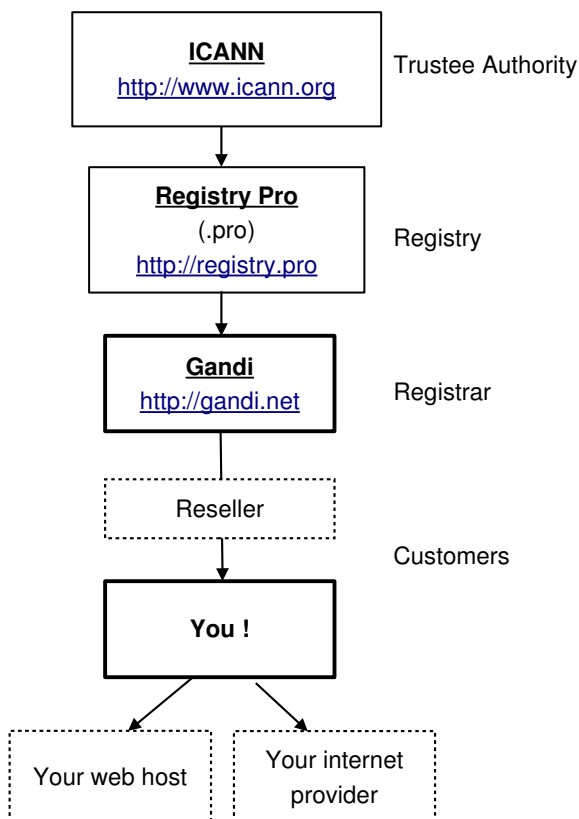 ICANN
http://www.icann.org
Trustee Authority
Registry Pro
(.pro)
http://registry.pro
Registry
Gandi
http://gandi.net
Registrar
Reseller
Customers
You !
Your web host
Your internet
provider